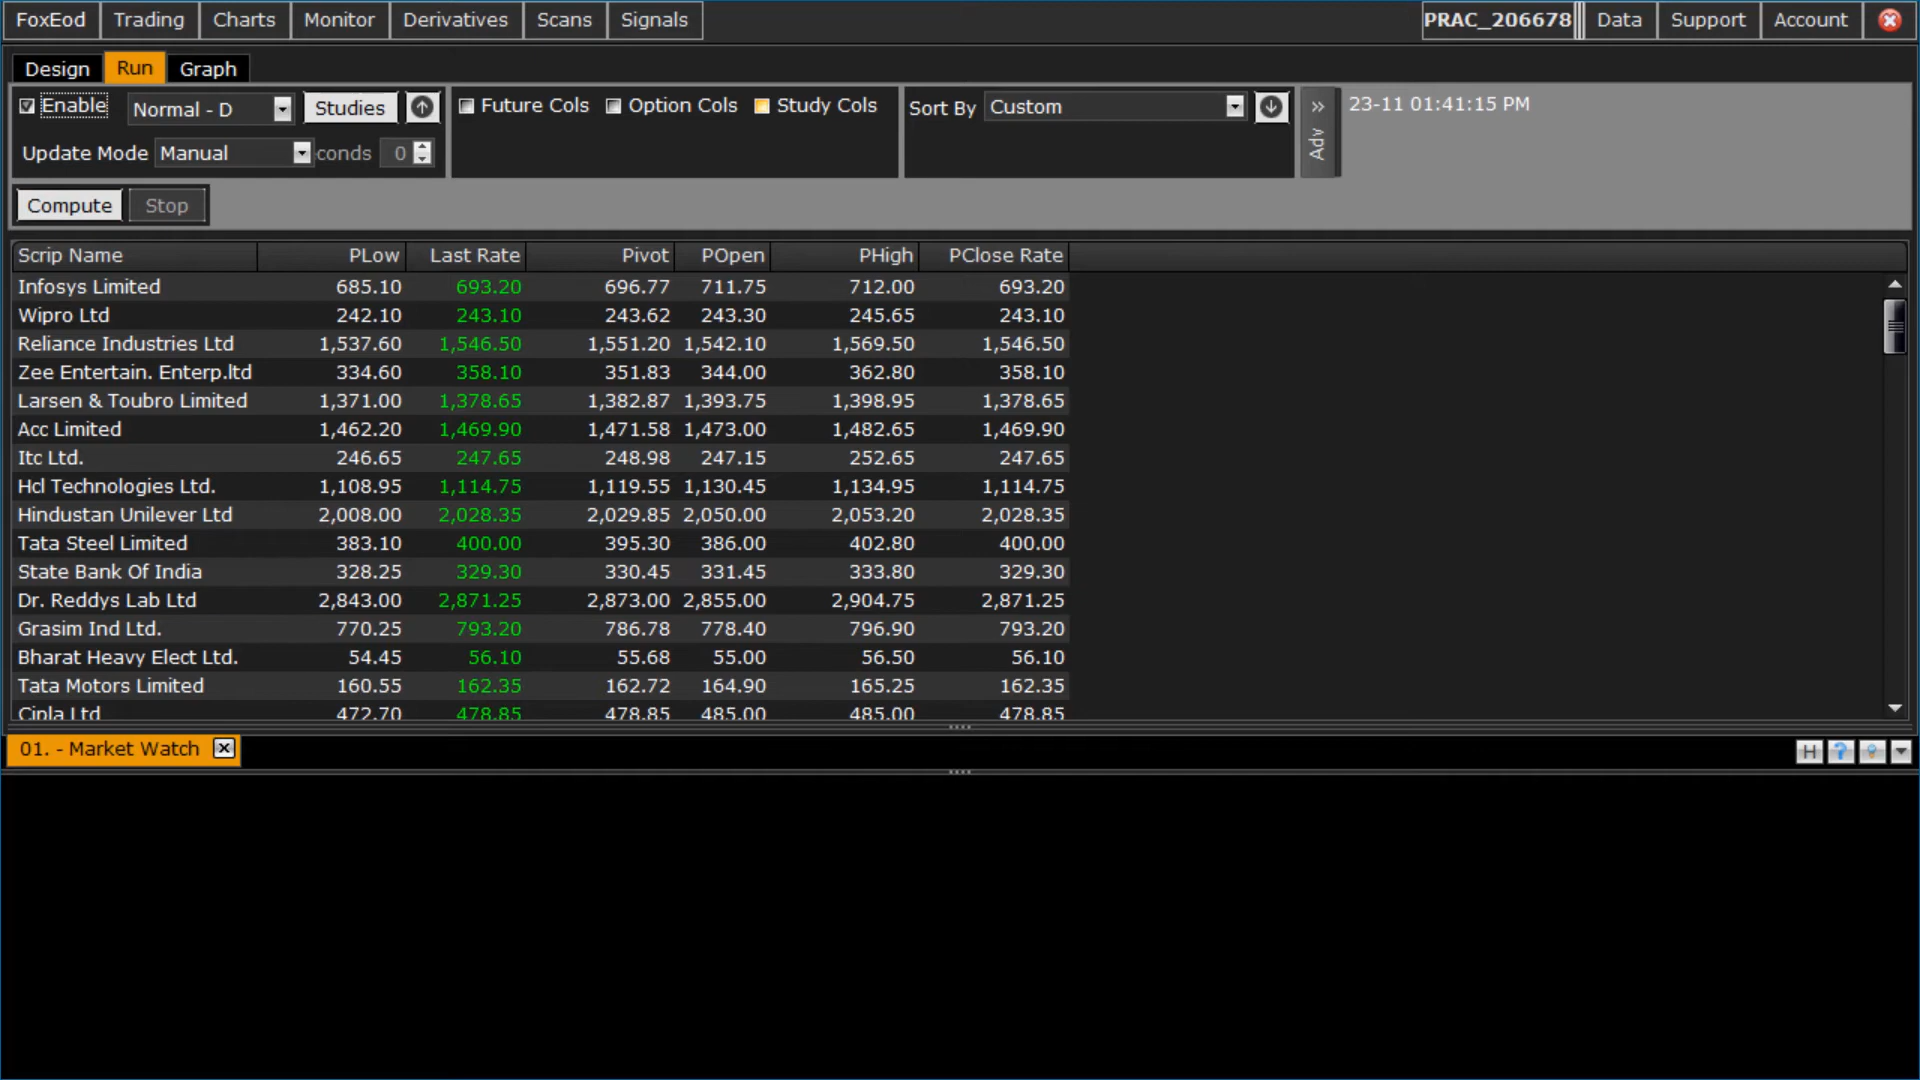 FoxEod Trading Charts Monitor Derivatives Scans Signals PRAC_206678 Data Support Account
Design Run Graph
Enable Normal - D Studies Future Cols Option Cols Study Cols Sort By Custom Adv 23-11 01:41:15 PM
Update Mode Manual conds 0
Compute Stop
Scrip Name PLow Last Rate Pivot POpen PHigh PClose Rate
Infosys Limited 685.10 693.20 696.77 711.75 712.00 693.20
Wipro Ltd 242.10 243.10 243.62 243.30 245.65 243.10
Reliance Industries Ltd 1,537.60 1,546.50 1,551.20 1,542.10 1,569.50 1,546.50
Zee Entertain. Enterp.ltd 334.60 358.10 351.83 344.00 362.80 358.10
Larsen & Toubro Limited 1,371.00 1,378.65 1,382.87 1,393.75 1,398.95 1,378.65
Acc Limited 1,462.20 1,469.90 1,471.58 1,473.00 1,482.65 1,469.90
Itc Ltd. 246.65 247.65 248.98 247.15 252.65 247.65
Hcl Technologies Ltd. 1,108.95 1,114.75 1,119.55 1,130.45 1,134.95 1,114.75
Hindustan Unilever Ltd 2,008.00 2,028.35 2,029.85 2,050.00 2,053.20 2,028.35
Tata Steel Limited 383.10 400.00 395.30 386.00 402.80 400.00
State Bank Of India 328.25 329.30 330.45 331.45 333.80 329.30
Dr. Reddys Lab Ltd 2,843.00 2,871.25 2,873.00 2,855.00 2,904.75 2,871.25
Grasim Ind Ltd. 770.25 793.20 786.78 778.40 796.90 793.20
Bharat Heavy Elect Ltd. 54.45 56.10 55.68 55.00 56.50 56.10
Tata Motors Limited 160.55 162.35 162.72 164.90 165.25 162.35
Cipla Ltd 472.70 478.85 478.85 485.00 485.00 478.85
01. - Market Watch H ?